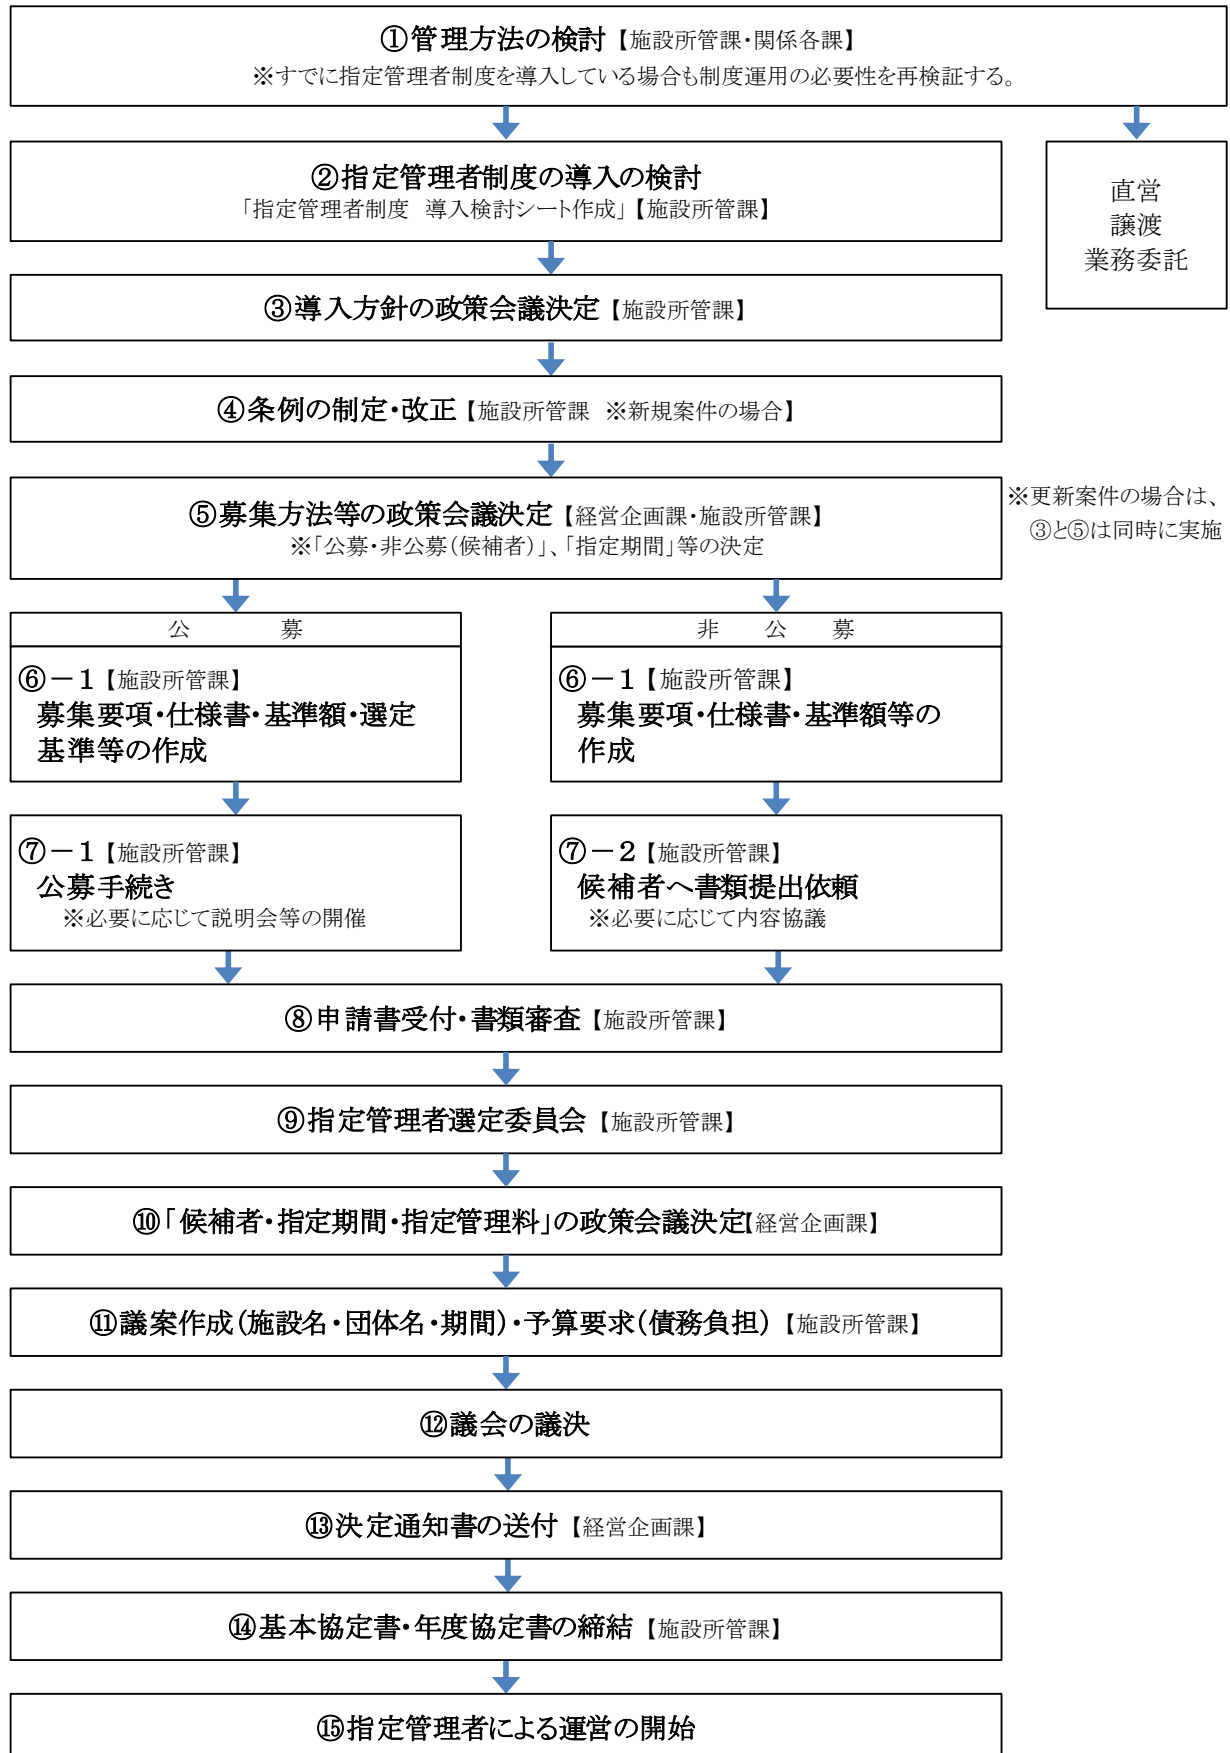 ①管理方法の検討【施設所管課・関係各課】
※すでに指定管理者制度を導入している場合も制度運用の必要性を再検証する。
②指定管理者制度の導入の検討
「指定管理者制度　導入検討シート作成」【施設所管課】
直営
譲渡
業務委託
③導入方針の政策会議決定【施設所管課】
④条例の制定・改正【施設所管課　※新規案件の場合】
⑤募集方法等の政策会議決定【経営企画課・施設所管課】
※「公募・非公募（候補者）」、「指定期間」等の決定
※更新案件の場合は、
③と⑤は同時に実施
公　　　募
⑥－１【施設所管課】
募集要項・仕様書・基準額・選定
基準等の作成
非　公　募
⑥－１【施設所管課】
募集要項・仕様書・基準額等の
作成
⑦－１【施設所管課】
公募手続き
※必要に応じて説明会等の開催
⑦－２【施設所管課】
候補者へ書類提出依頼
※必要に応じて内容協議
⑧申請書受付・書類審査【施設所管課】
⑨指定管理者選定委員会【施設所管課】
⑩「候補者・指定期間・指定管理料」の政策会議決定【経営企画課】
⑪議案作成（施設名・団体名・期間）・予算要求（債務負担）【施設所管課】
⑫議会の議決
⑬決定通知書の送付【経営企画課】
⑭基本協定書・年度協定書の締結【施設所管課】
⑮指定管理者による運営の開始